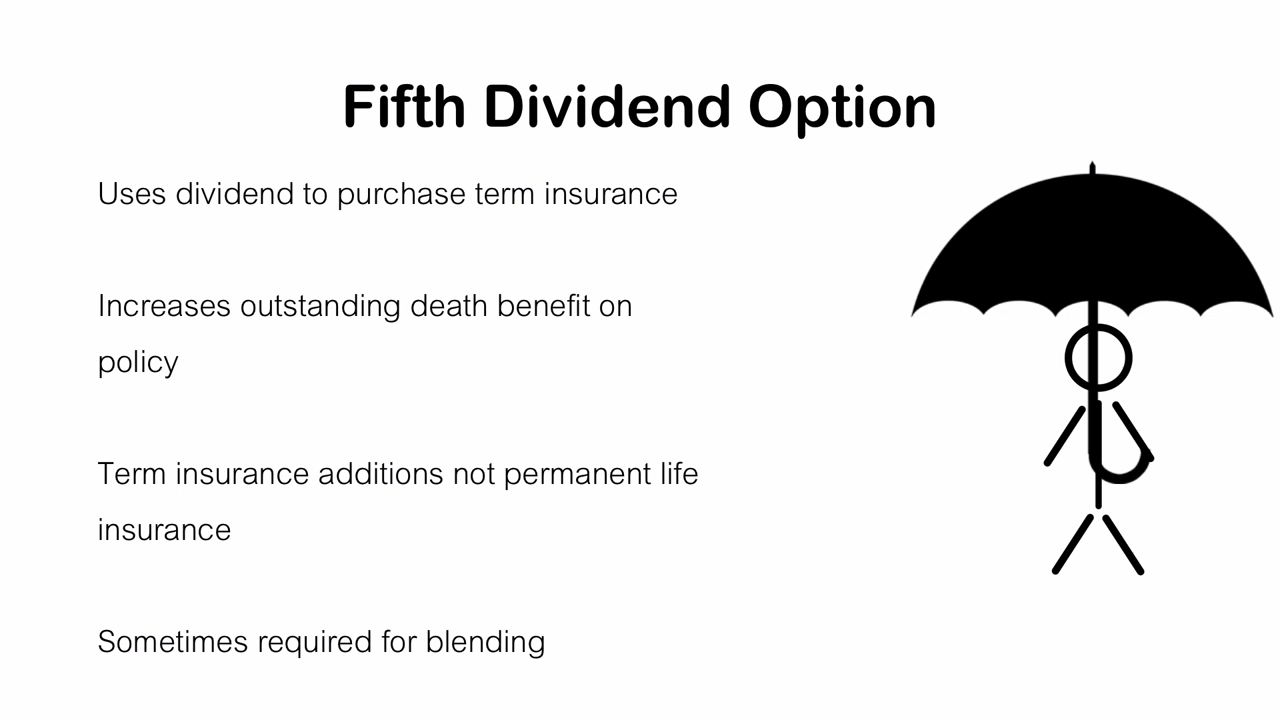 Fifth Dividend Option
Uses dividend to purchase term insurance
Increases outstanding death benefit on
policy
Term insurance additions not permanent life
insurance
Sometimes required for blending